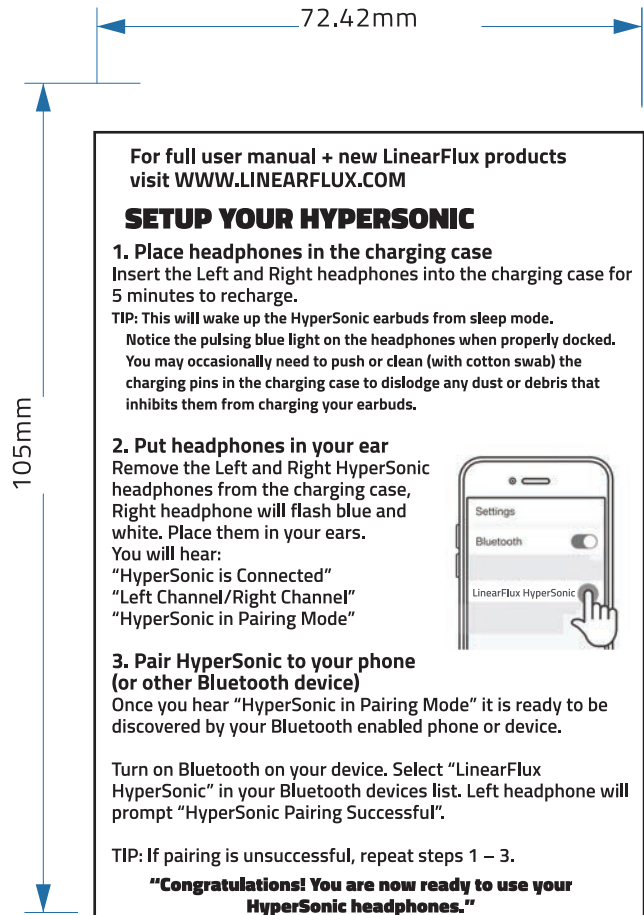 72.42mm
105mm
For full user manual + new LinearFlux products
visit WWW.LINEARFLUX.COM
SETUP YOUR HYPERSONIC
1. Place headphones in the charging case
Insert the Left and Right headphones into the charging case for
5 minutes to recharge.
TIP: This will wake up the HyperSonic earbuds from sleep mode.
Notice the pulsing blue light on the headphones when properly docked.
You may occasionally need to push or clean (with cotton swab) the
charging pins in the charging case to dislodge any dust or debris that
inhibits them from charging your earbuds.
2. Put headphones in your ear
Remove the Left and Right HyperSonic
headphones from the charging case,
Right headphone will flash blue and
white. Place them in your ears.
You will hear:
“HyperSonic is Connected”
“Left Channel/Right Channel”
“HyperSonic in Pairing Mode”
Settings
Bluetooth
LinearFlux HyperSonic
3. Pair HyperSonic to your phone
(or other Bluetooth device)
Once you hear “HyperSonic in Pairing Mode” it is ready to be
discovered by your Bluetooth enabled phone or device.
Turn on Bluetooth on your device. Select “LinearFlux
HyperSonic” in your Bluetooth devices list. Left headphone will
prompt “HyperSonic Pairing Successful”.
TIP: If pairing is unsuccessful, repeat steps 1 – 3.
“Congratulations! You are now ready to use your
HyperSonic headphones.”